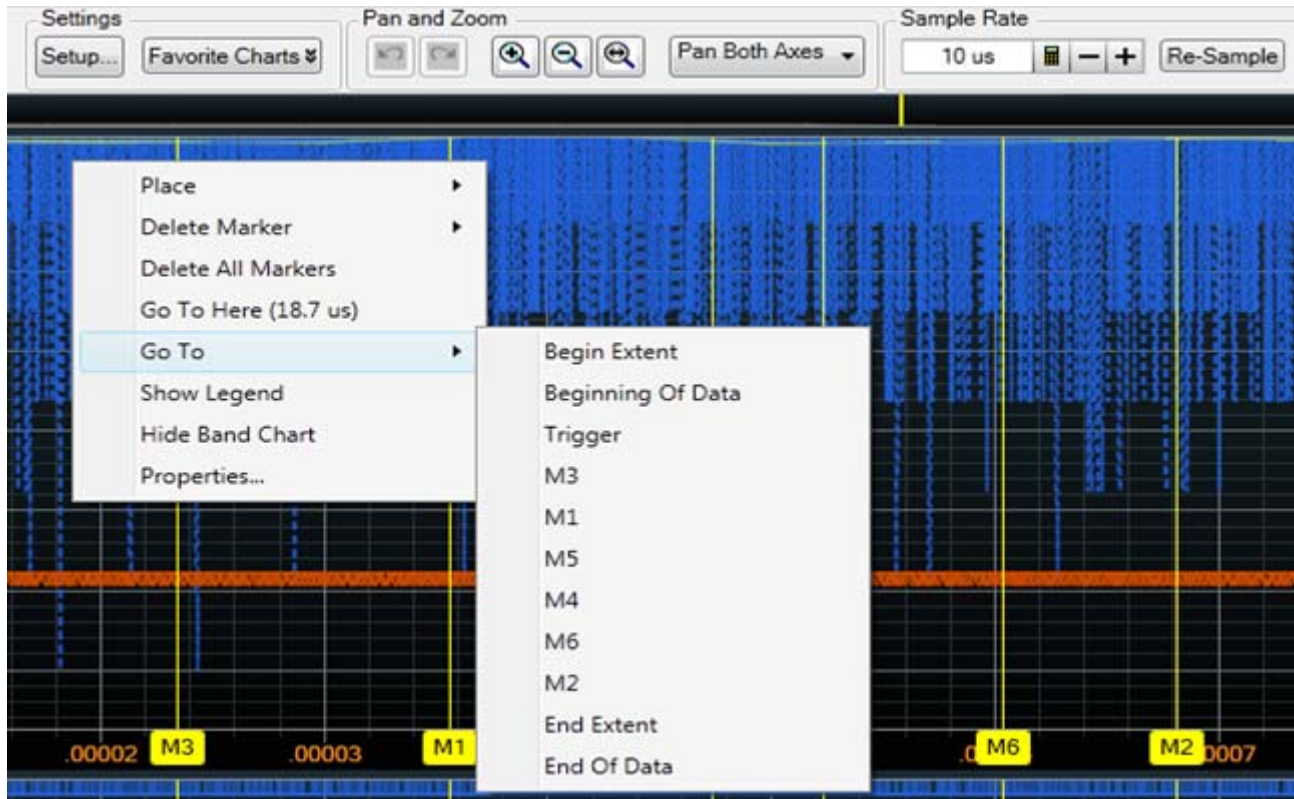 Settings Pan and Zoom Sample Rate
Setup... Favorite Charts Pan Both Axes 10 us Re-Sample
Place
Delete Marker
Delete All Markers
Go To Here (18.7 us)
Go To
Show Legend
Hide Band Chart
Properties...
Begin Extent
Beginning Of Data
Trigger
M3
M1
M5
M4
M6
M2
End Extent
End Of Data
.00002 M3 .00003 M1 M6 M2 0007